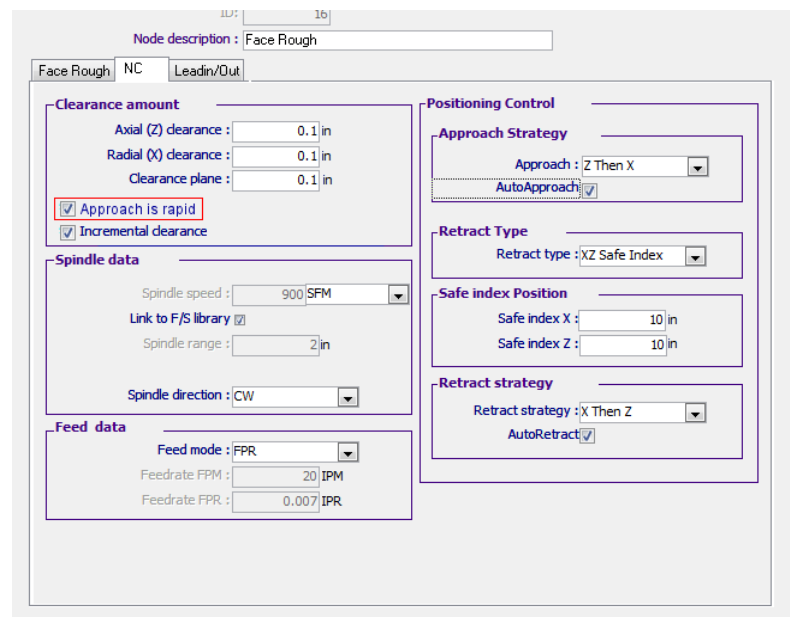 ID: 16
Node description : Face Rough
Face Rough NC Leadin/Out
Clearance amount
Axial (Z) clearance : 0.1 in
Radial (X) clearance : 0.1 in
Clearance plane : 0.1 in
Approach is rapid
Incremental clearance
Spindle data
Spindle speed : 900 SFM
Link to F/S library
Spindle range : 2 in
Spindle direction : CW
Feed data
Feed mode : FPR
Feedrate FPM : 20 IPM
Feedrate FPR : 0.007 IPR
Positioning Control
Approach Strategy
Approach : Z Then X
AutoApproach
Retract Type
Retract type : XZ Safe Index
Safe index Position
Safe index X : 10 in
Safe index Z : 10 in
Retract strategy
Retract strategy : X Then Z
AutoRetract